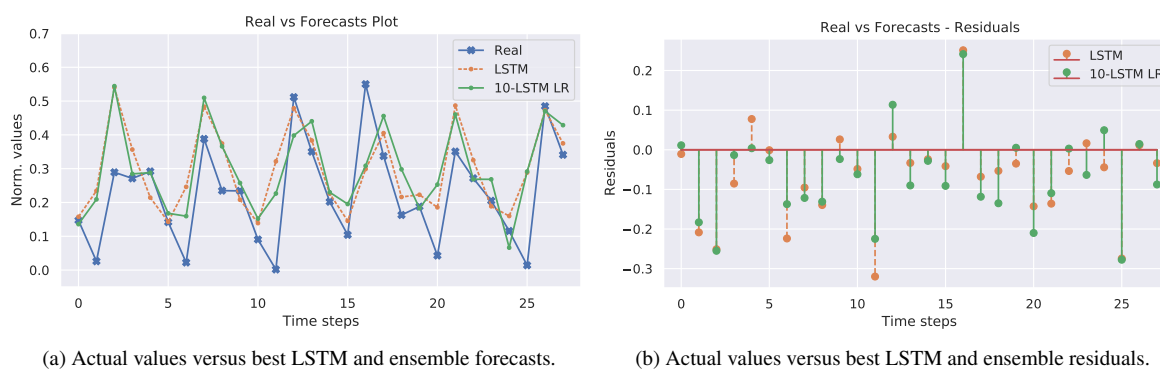 Real vs Forecasts Plot
0.7
0.6
0.5
0.4
0.3
0.2
0.1
0.0
Norm. values
Real
LSTM
10-LSTM LR
0 5 10 15 20 25
Time steps
(a) Actual values versus best LSTM and ensemble forecasts.
Real vs Forecasts - Residuals
0.2
0.1
0.0
−0.1
−0.2
−0.3
Residuals
LSTM
10-LSTM LR
0 5 10 15 20 25
Time steps
(b) Actual values versus best LSTM and ensemble residuals.